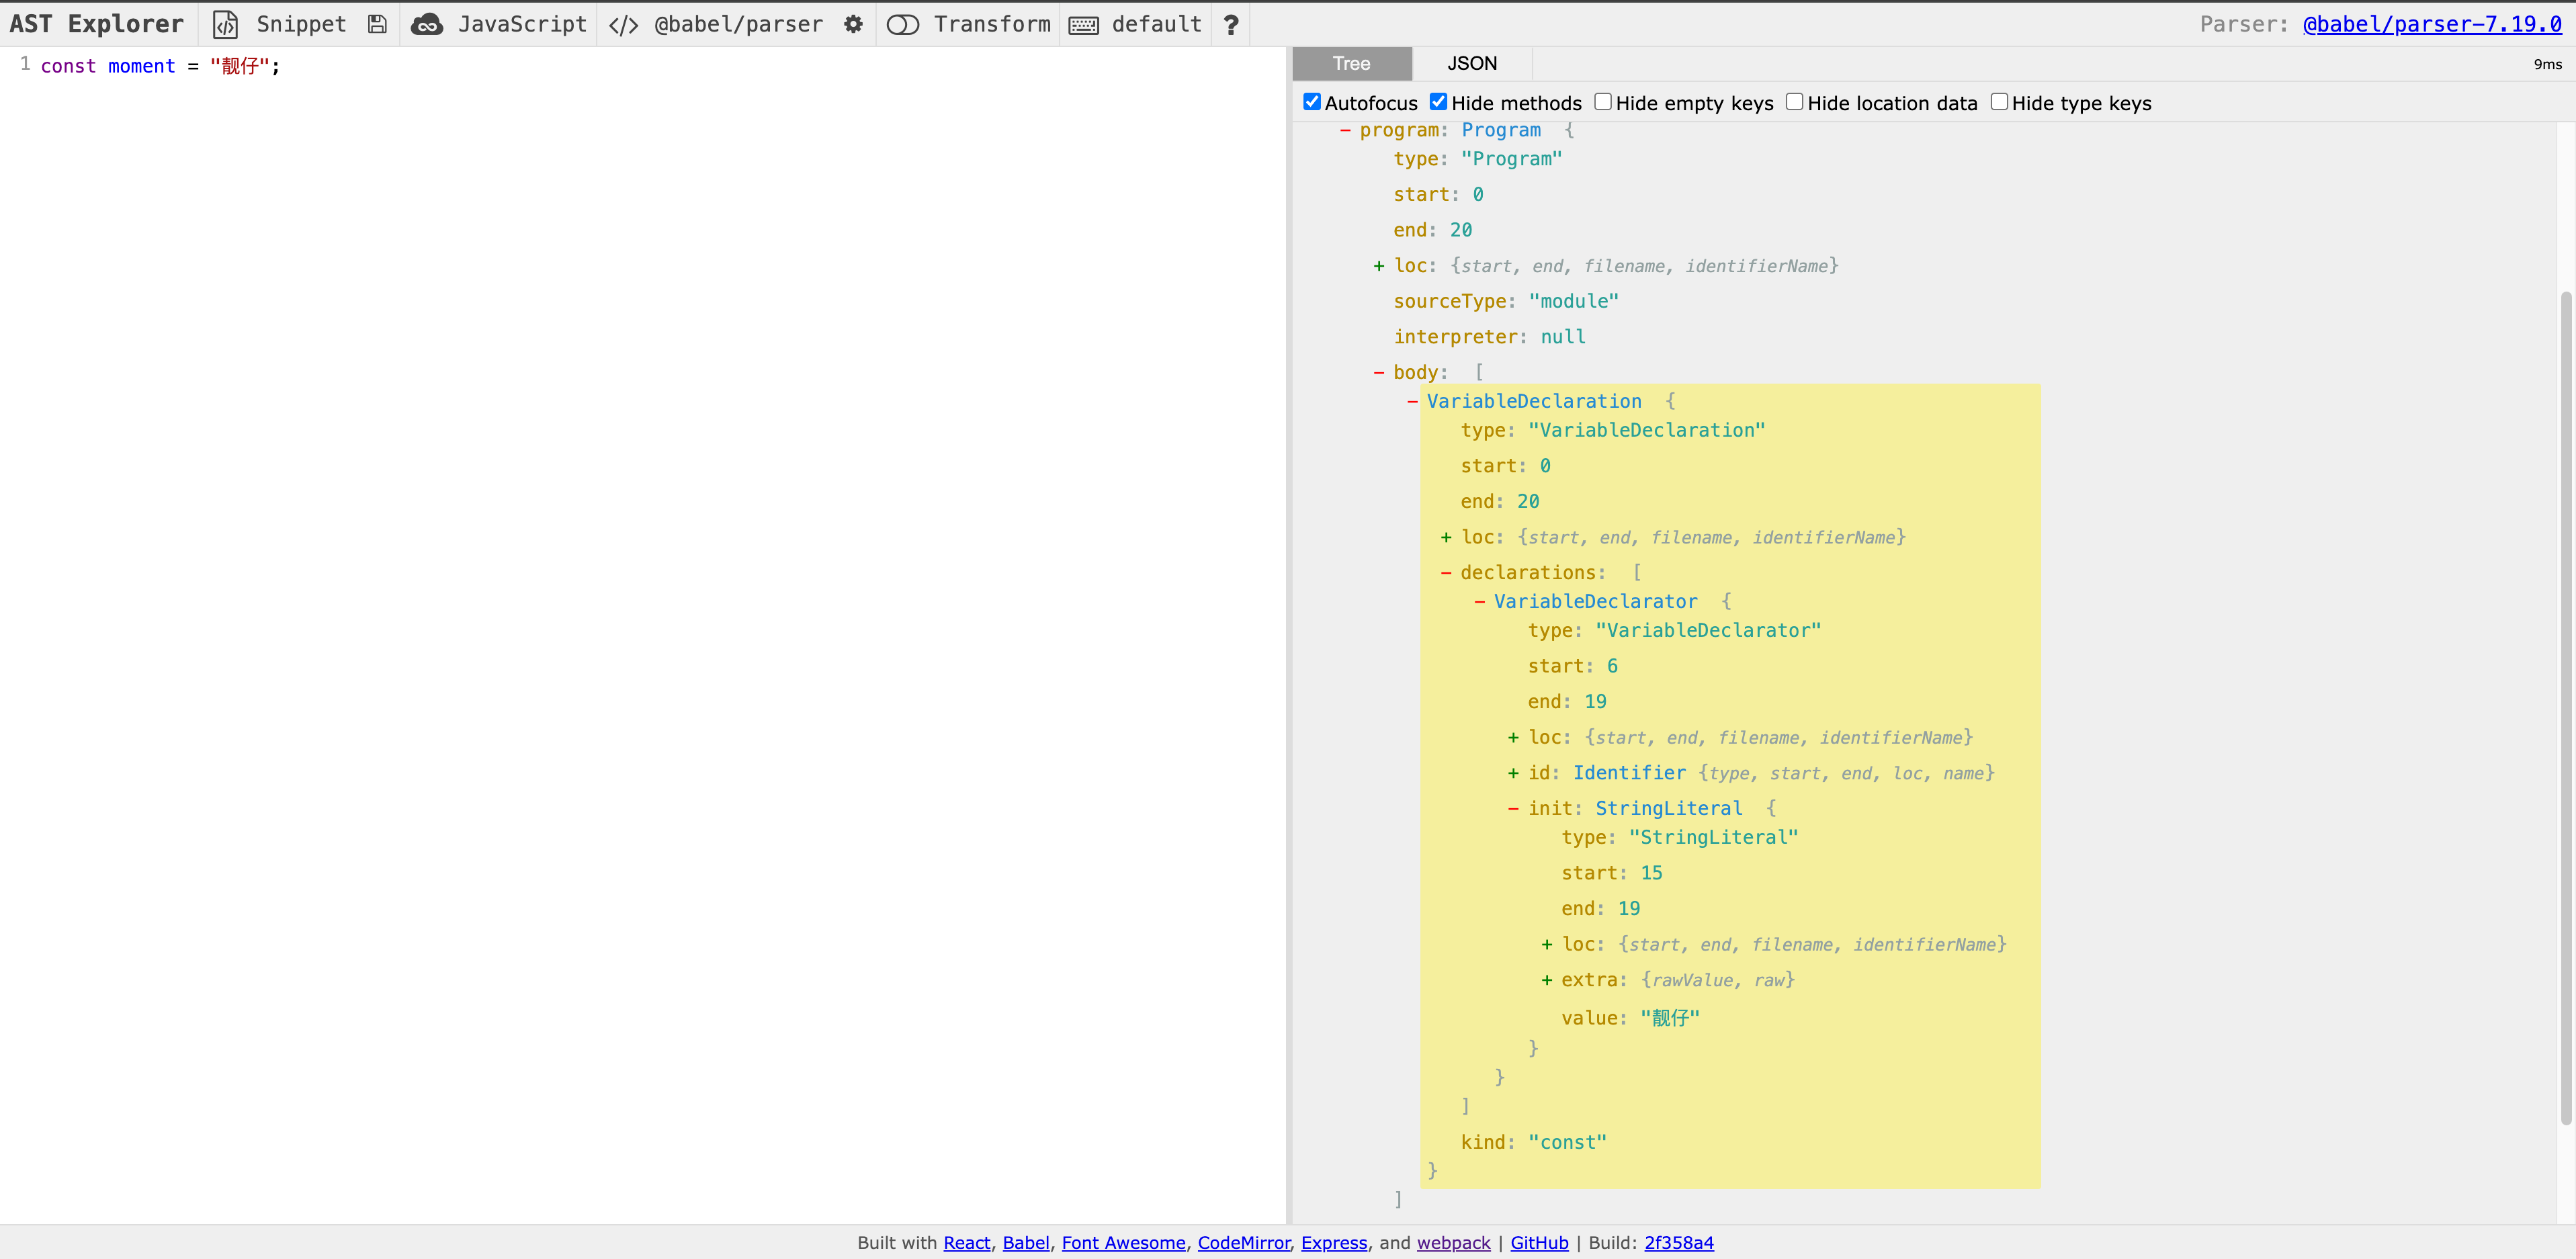 AST Explorer Snippet JavaScript </> @babel/parser Transform default ? Parser: @babel/parser-7.19.0
1 const moment = "靓仔";
Tree JSON 9ms
Autofocus Hide methods Hide empty keys Hide location data Hide type keys
- program: Program {
type: "Program"
start: 0
end: 20
+ loc: {start, end, filename, identifierName}
sourceType: "module"
interpreter: null
- body: [
- VariableDeclaration {
type: "VariableDeclaration"
start: 0
end: 20
+ loc: {start, end, filename, identifierName}
- declarations: [
- VariableDeclarator {
type: "VariableDeclarator"
start: 6
end: 19
+ loc: {start, end, filename, identifierName}
+ id: Identifier {type, start, end, loc, name}
- init: StringLiteral {
type: "StringLiteral"
start: 15
end: 19
+ loc: {start, end, filename, identifierName}
+ extra: {rawValue, raw}
value: "靓仔"
}
}
]
kind: "const"
}
]
Built with React, Babel, Font Awesome, CodeMirror, Express, and webpack | GitHub | Build: 2f358a4